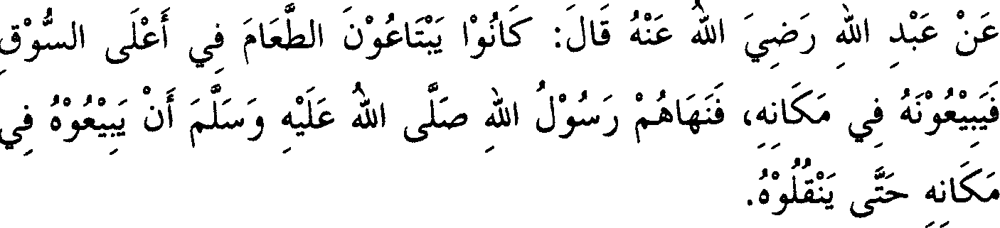 عَنْ عَبْدِ اللهِ رَضِيَ اللهُ عَنْهُ قَالَ: كَانُوْا يَبْتَاعُوْنَ الطَّعَامَ فِي أَعْلَى السُّوْقِ
فَيَبِيْعُوْنَهُ فِي مَكَانِهِ، فَنَهَاهُمْ رَسُوْلُ اللهِ صَلَّى اللهُ عَلَيْهِ وَسَلَّمَ أَنْ يَبِيْعُوْهُ فِي
مَكَانِهِ حَتَّى يَنْقُلُوْهُ.